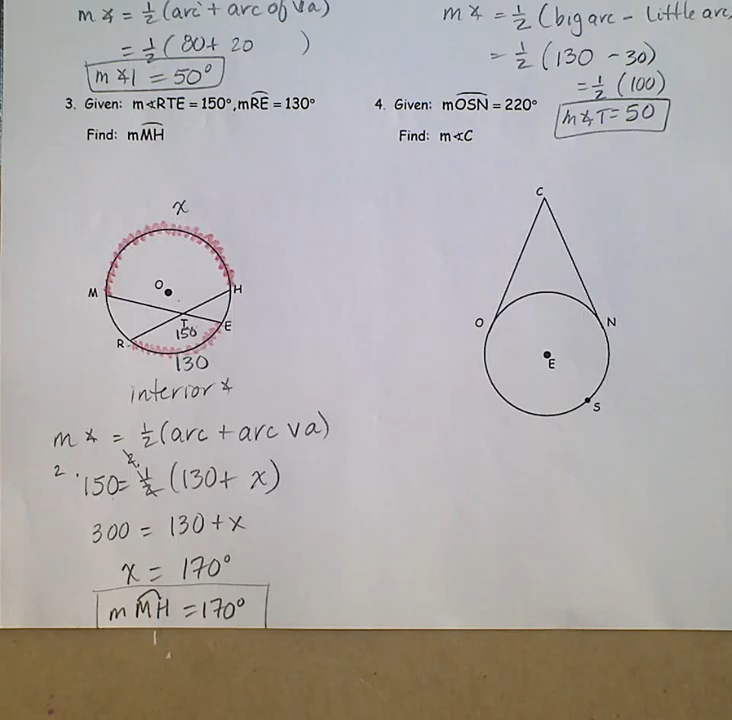 m∡ = ½(arc + arc of va)
= ½(80 + 20 )
m∡1 = 50°
m∡ = ½(big arc - little arc
= ½(130 - 30)
= ½(100)
m∡T = 50
3. Given: m∢RTE = 150°, mRE = 130°
Find: mMH
4. Given: mOSN = 220°
Find: m∢C
x
M
O
H
T
150
E
R
130
interior ∡
m∡ = ½(arc + arc va)
2 · 150 = ½ · 2 (130 + x)
300 = 130 + x
x = 170°
mMH = 170°
C
O
N
E
S